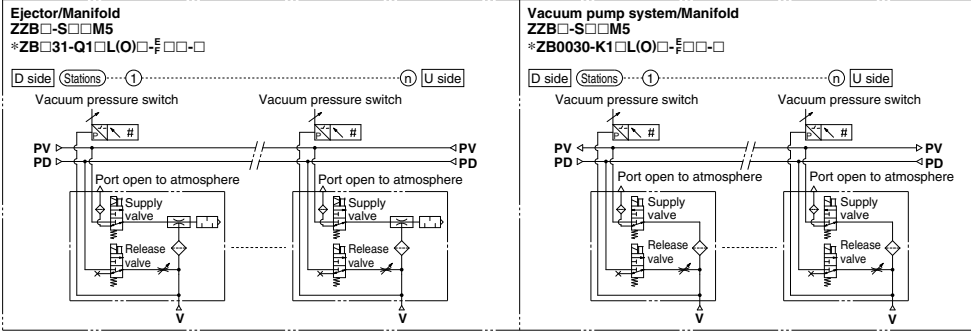 Ejector/Manifold
ZZB□-S□□M5
*ZB□31-Q1□L(O)□-E/F□□-□
D side Stations 1 n U side
Vacuum pressure switch Vacuum pressure switch
P # P #
PV PV
PD PD
Port open to atmosphere Port open to atmosphere
Supply valve Supply valve
Release valve Release valve
V V
Vacuum pump system/Manifold
ZZB□-S□□M5
*ZB0030-K1□L(O)□-E/F□□-□
D side Stations 1 n U side
Vacuum pressure switch Vacuum pressure switch
P # P #
PV PV
PD PD
Port open to atmosphere Port open to atmosphere
Supply valve Supply valve
Release valve Release valve
V V